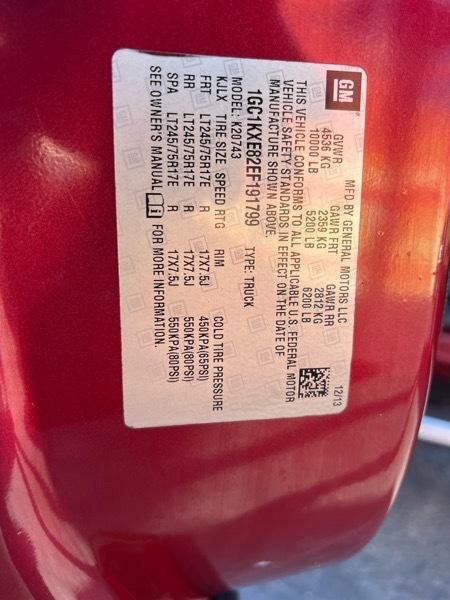 GM
MFD BY GENERAL MOTORS LLC 12/13
GVWR GAWR FRT GAWR RR
4536 KG 2359 KG 2812 KG
10000 LB 5200 LB 6200 LB
THIS VEHICLE CONFORMS TO ALL APPLICABLE U.S. FEDERAL MOTOR
VEHICLE SAFETY STANDARDS IN EFFECT ON THE DATE OF
MANUFACTURE SHOWN ABOVE.
1GC1KXE82EF191799 TYPE: TRUCK
MODEL: K20743
KJLX TIRE SIZE SPEED RTG RIM COLD TIRE PRESSURE
FRT LT245/75R17E R 17X7.5J 450KPA(65PSI)
RR LT245/75R17E R 17X7.5J 550KPA(80PSI)
SPA LT245/75R17E R 17X7.5J 550KPA(80PSI)
SEE OWNER'S MANUAL i FOR MORE INFORMATION.